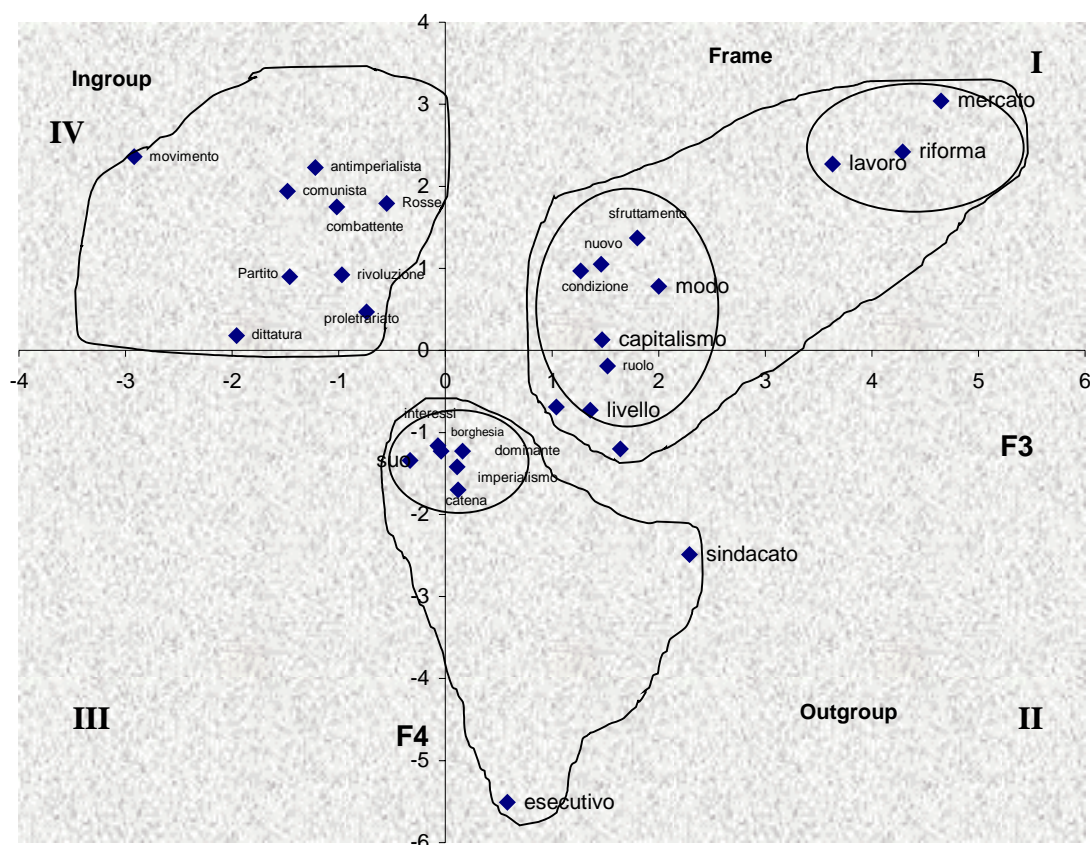 4
Ingroup
Frame
I
IV
3
mercato
movimento
riforma
antimperialista
lavoro
comunista
2
Rosse
combattente
sfruttamento
nuovo
Partito
rivoluzione
1
condizione
modo
proletrariato
dittatura
capitalismo
0
ruolo
-4
-3
-2
-1
0
1
2
3
4
5
6
interessi
livello
-1
borghesia
dominante
F3
suo
imperialismo
catena
-2
sindacato
-3
-4
III
Outgroup
II
F4
-5
esecutivo
-6